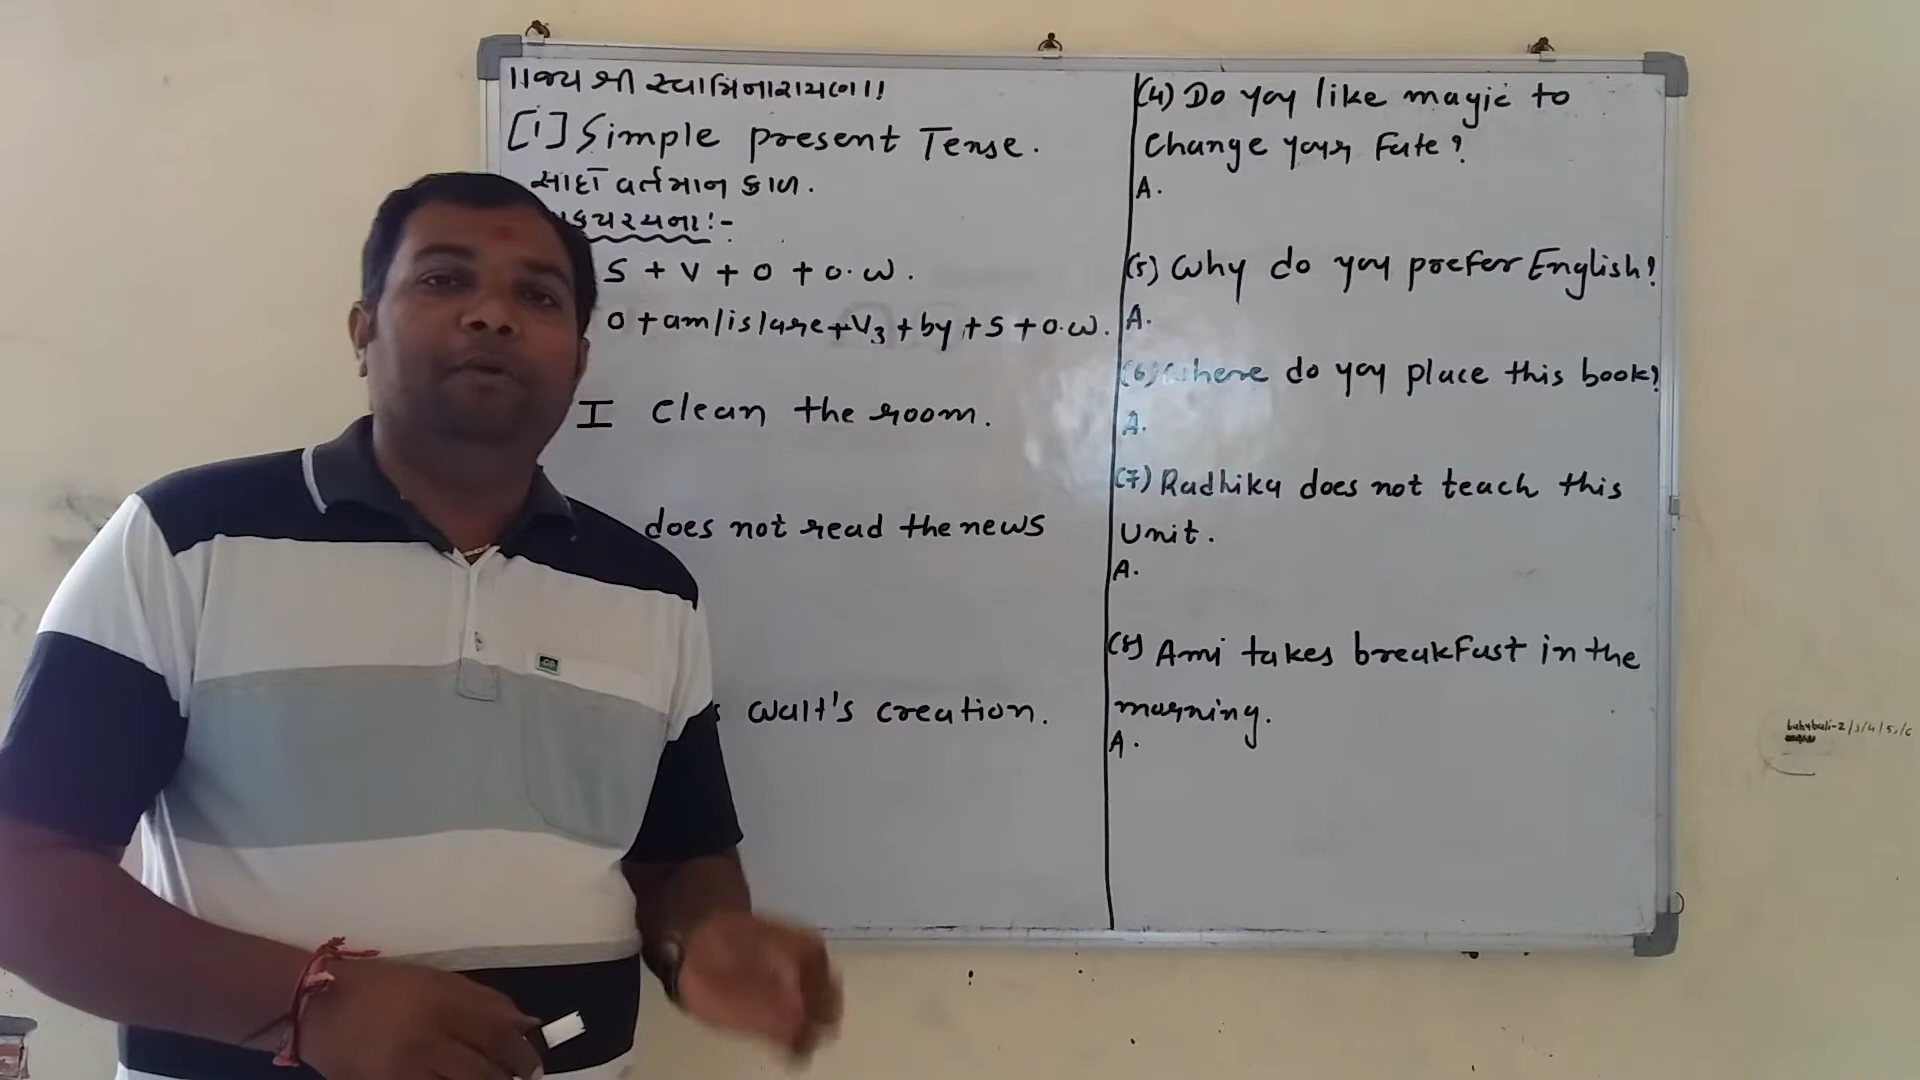 ।।જય શ્રી સ્વામિનારાયણ।।
[1] Simple present Tense.
સાદો વર્તમાન કાળ.
S + V + O + O.W.
O + am/is/are + V3 + by + S + O.W.
I clean the room.
does not read the news
Walt's creation.
(4) Do you like magic to
Change your Fate?
A.
(5) Why do you prefer English?
A.
(6) Where do you place this book?
A.
(7) Radhika does not teach this
Unit.
A.
(8) Ami takes breakfast in the
morning.
A.